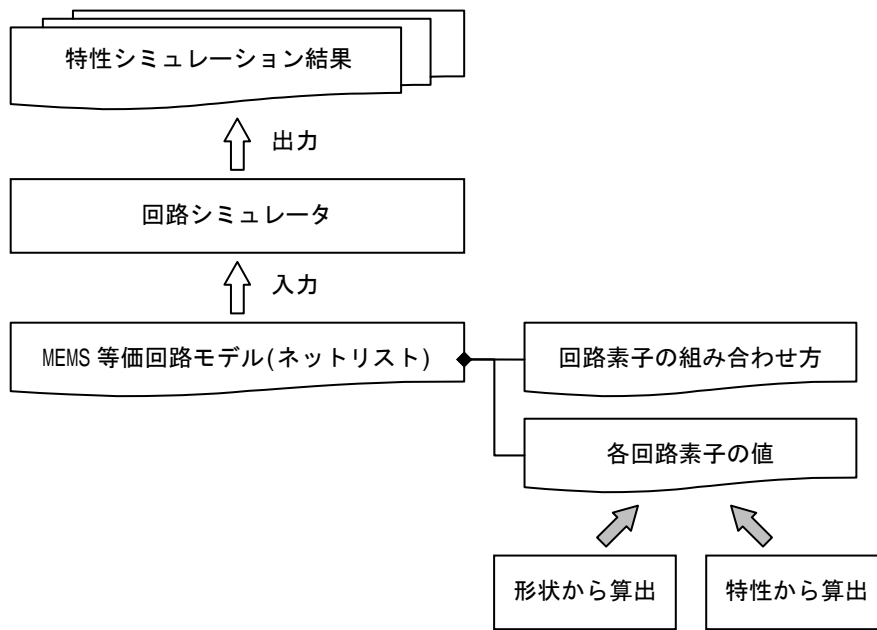 特性シミュレーション結果
出力
回路シミュレータ
入力
MEMS 等価回路モデル(ネットリスト)
回路素子の組み合わせ方
各回路素子の値
形状から算出
特性から算出